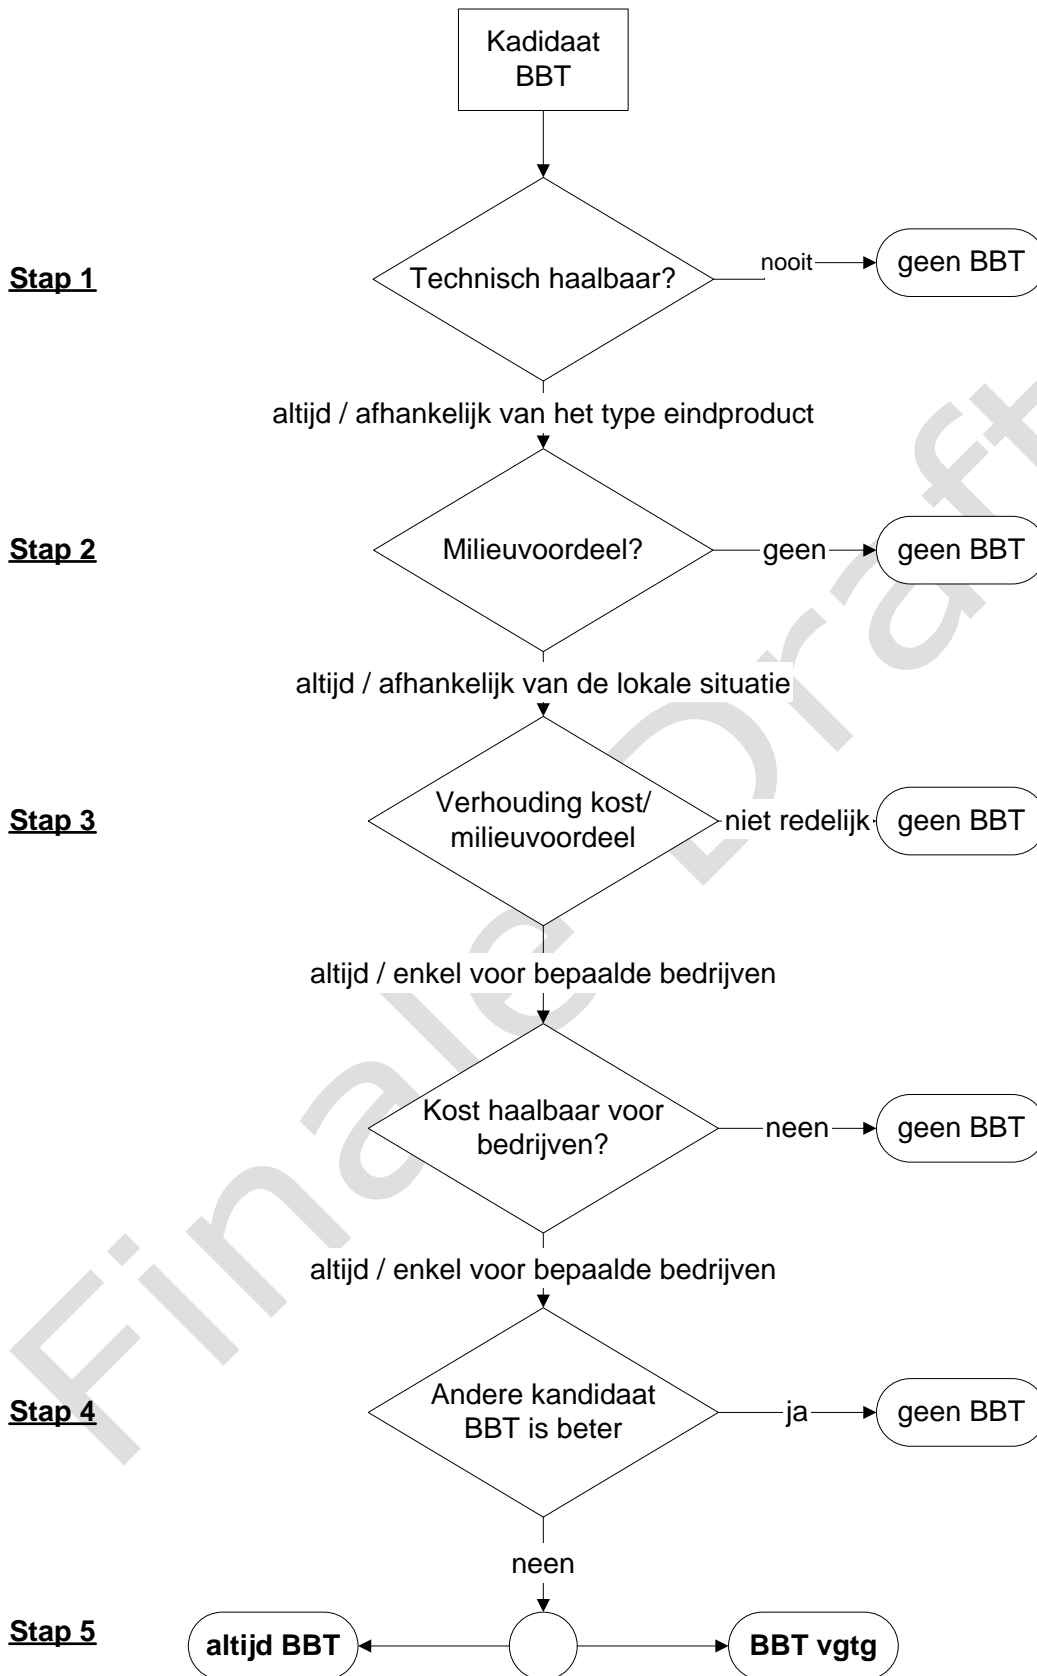 Kadidaat
BBT
Stap 1
Technisch haalbaar?
nooit
geen BBT
altijd / afhankelijk van het type eindproduct
Stap 2
Milieuvoordeel?
geen
geen BBT
altijd / afhankelijk van de lokale situatie
Stap 3
Verhouding kost/
milieuvoordeel
niet redelijk
geen BBT
altijd / enkel voor bepaalde bedrijven
Kost haalbaar voor
bedrijven?
neen
geen BBT
altijd / enkel voor bepaalde bedrijven
Stap 4
Andere kandidaat
BBT is beter
ja
geen BBT
neen
Stap 5
altijd BBT
BBT vgtg
Finale Draft